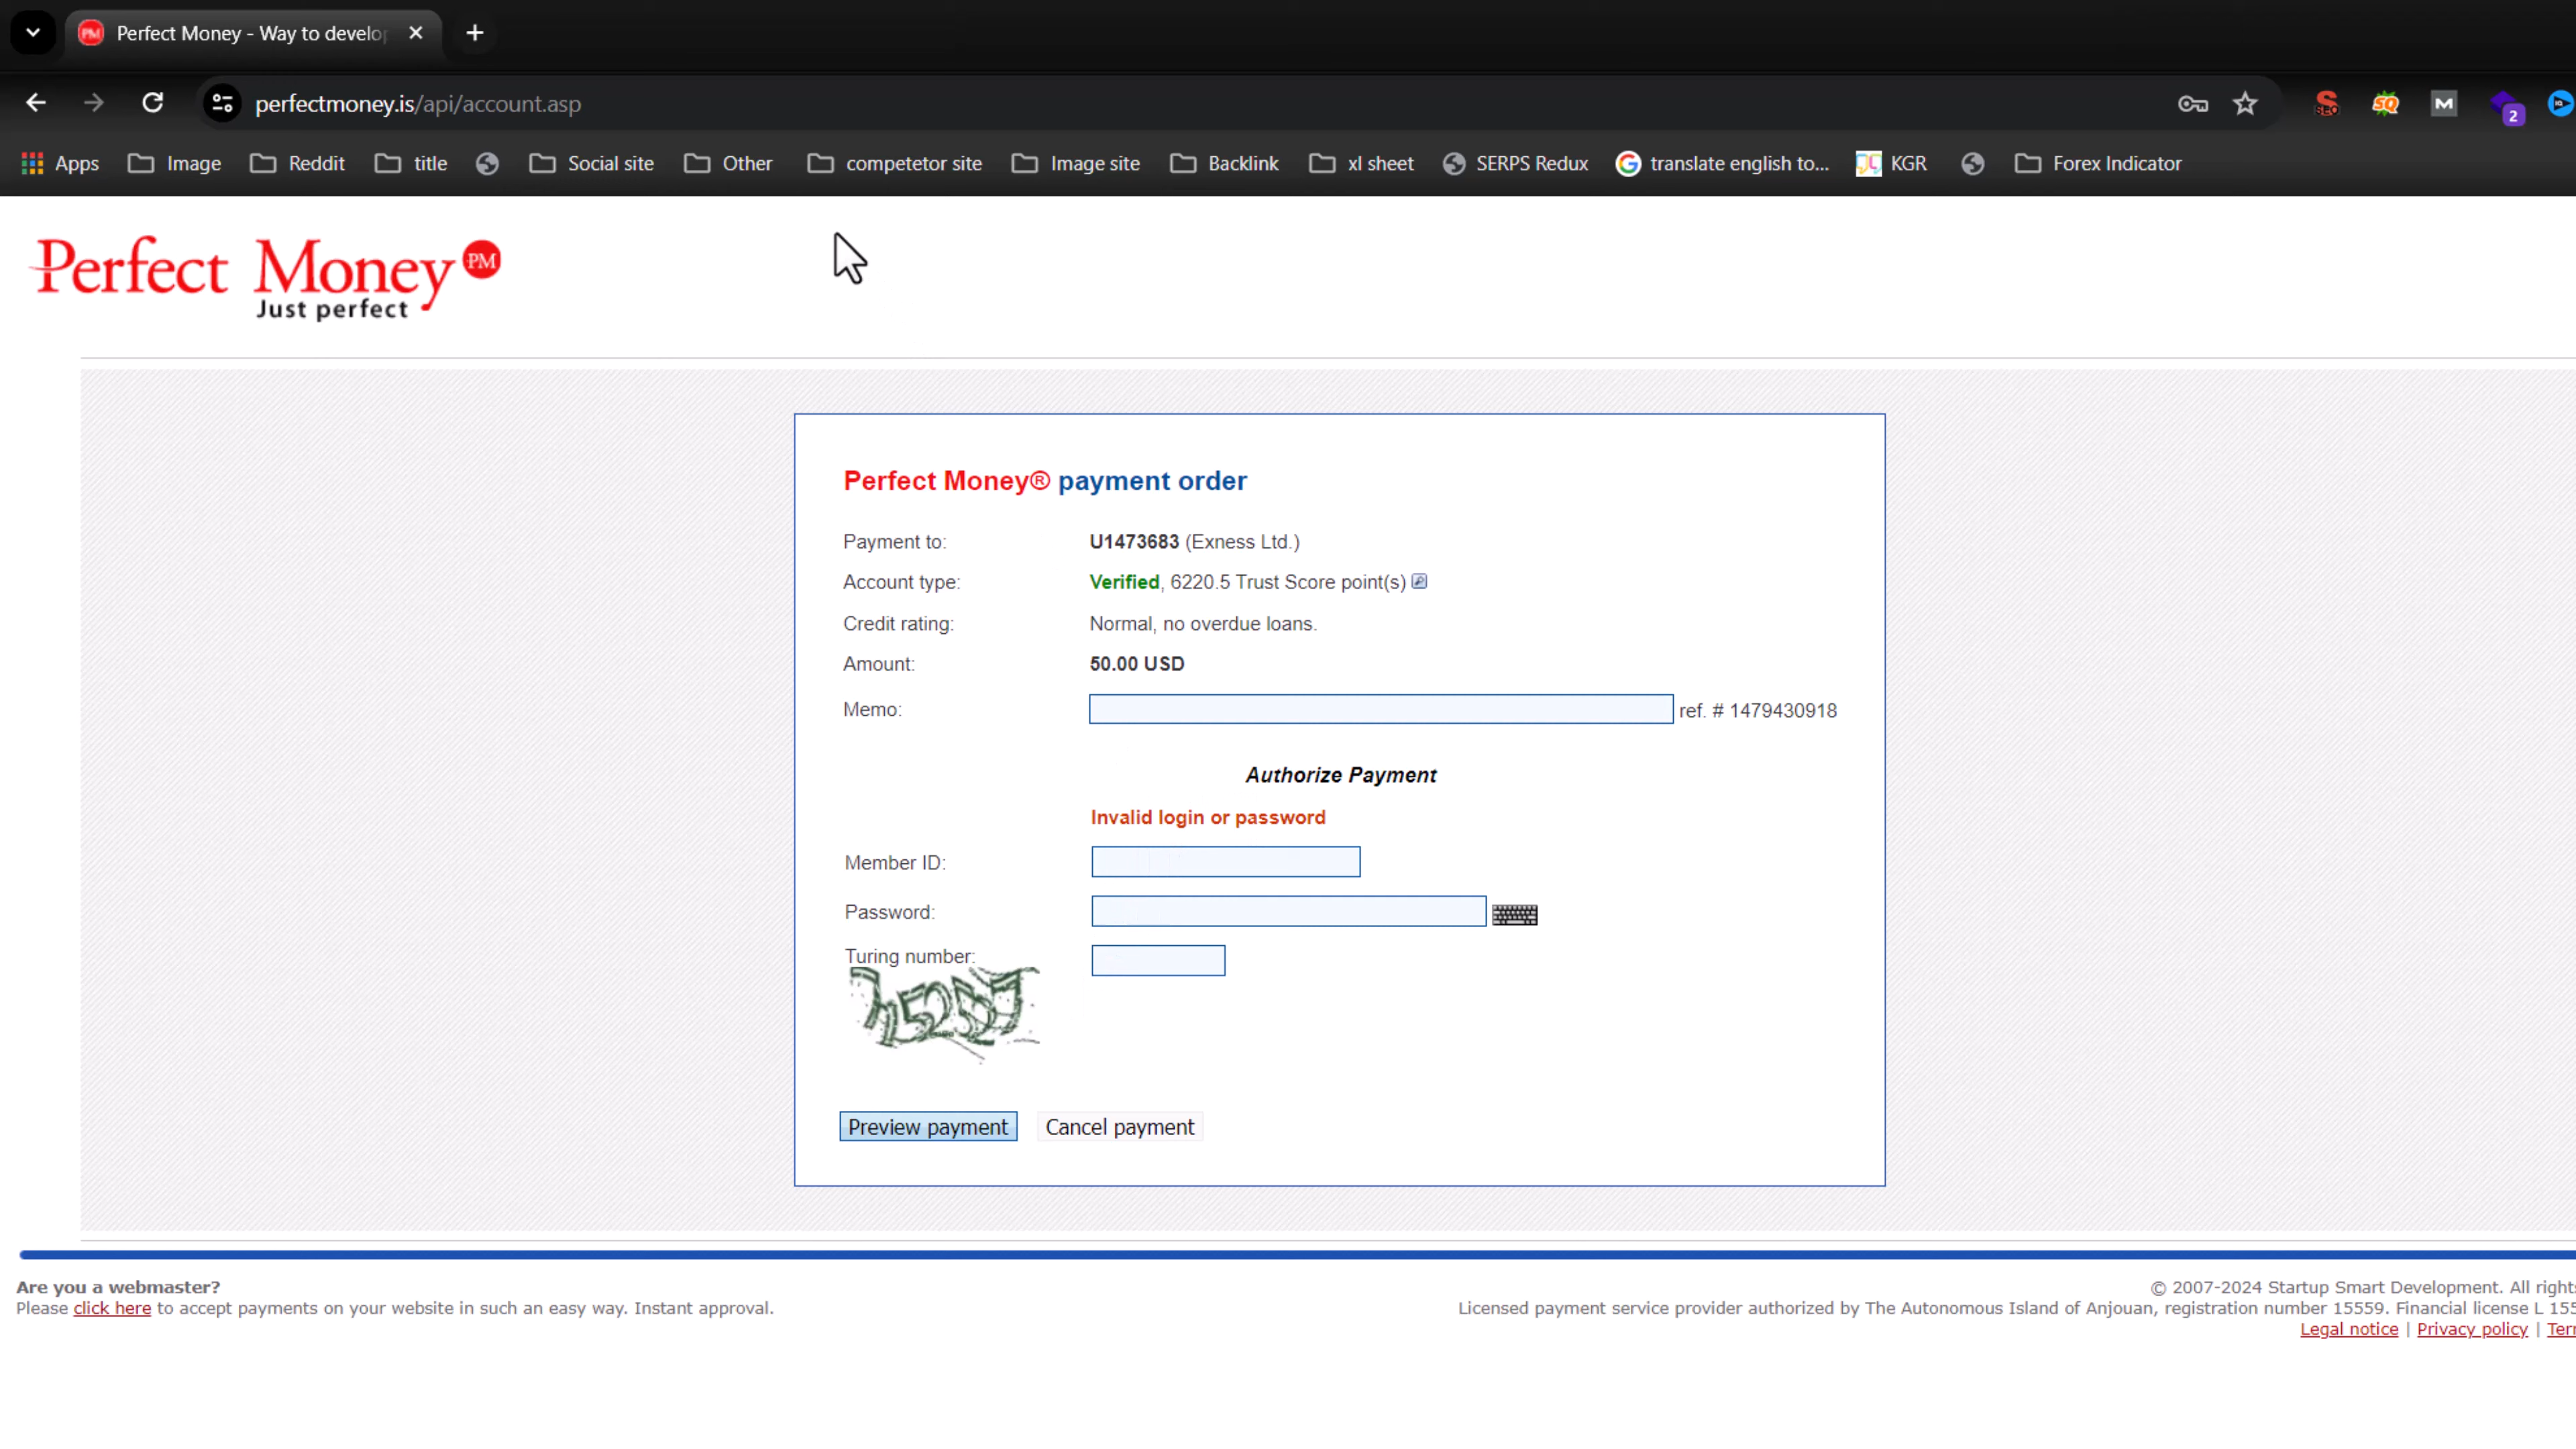 Perfect Money - Way to develop
perfectmoney.is/api/account.asp
2
Apps Image Reddit title Social site Other competetor site Image site Backlink xl sheet SERPS Redux translate english to... KGR Forex Indicator
Perfect Money PM
Just perfect
Perfect Money® payment order
Payment to: U1473683 (Exness Ltd.)
Account type: Verified, 6220.5 Trust Score point(s)
Credit rating: Normal, no overdue loans.
Amount: 50.00 USD
Memo: ref. # 1479430918
Authorize Payment
Invalid login or password
Member ID:
Password:
Turing number:
Preview payment Cancel payment
Are you a webmaster?
Please click here to accept payments on your website in such an easy way. Instant approval.
© 2007-2024 Startup Smart Development. All rights
Licensed payment service provider authorized by The Autonomous Island of Anjouan, registration number 15559. Financial license L 155
Legal notice | Privacy policy | Ter